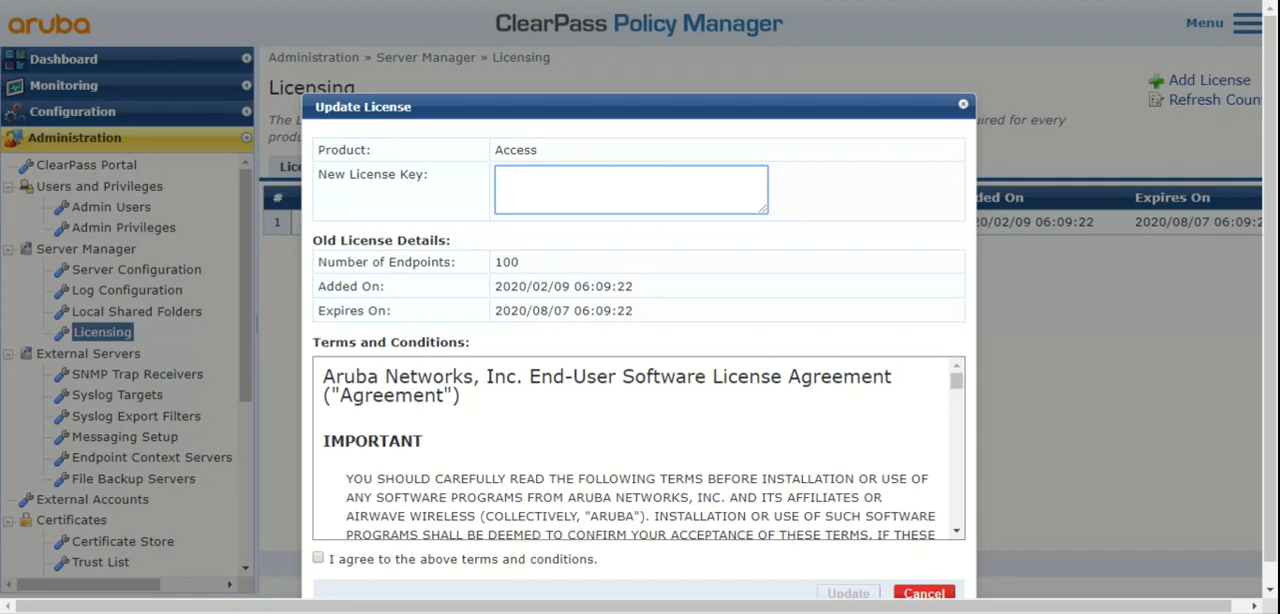 aruba
ClearPass Policy Manager
Menu
Dashboard
Monitoring
Configuration
Administration
ClearPass Portal
Users and Privileges
Admin Users
Admin Privileges
Server Manager
Server Configuration
Log Configuration
Local Shared Folders
Licensing
External Servers
SNMP Trap Receivers
Syslog Targets
Syslog Export Filters
Messaging Setup
Endpoint Context Servers
File Backup Servers
External Accounts
Certificates
Certificate Store
Trust List
Administration » Server Manager » Licensing
Licensing
Add License
Refresh Coun
The L
uired for every
produ
Lice
# ded On Expires On
1 20/02/09 06:09:22 2020/08/07 06:09:2
Update License
Product: Access
New License Key:
Old License Details:
Number of Endpoints: 100
Added On: 2020/02/09 06:09:22
Expires On: 2020/08/07 06:09:22
Terms and Conditions:
Aruba Networks, Inc. End-User Software License Agreement
("Agreement")
IMPORTANT
YOU SHOULD CAREFULLY READ THE FOLLOWING TERMS BEFORE INSTALLATION OR USE OF
ANY SOFTWARE PROGRAMS FROM ARUBA NETWORKS, INC. AND ITS AFFILIATES OR
AIRWAVE WIRELESS (COLLECTIVELY, "ARUBA"). INSTALLATION OR USE OF SUCH SOFTWARE
PROGRAMS SHALL BE DEEMED TO CONFIRM YOUR ACCEPTANCE OF THESE TERMS. IF THESE
I agree to the above terms and conditions.
Update Cancel